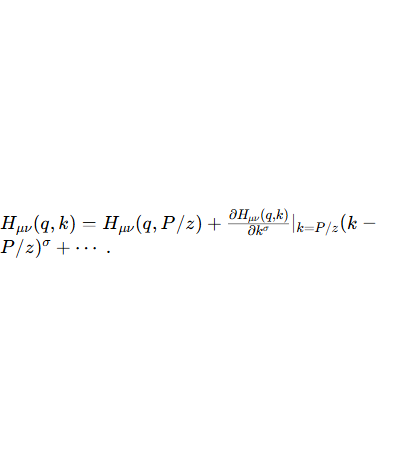 $H_{\mu\nu}(q,k) = H_{\mu\nu}(q,P/z) + \frac{\partial H_{\mu\nu}(q,k)}{\partial k^{\sigma}}|_{k=P/z}(k -$
$P/z)^{\sigma} + \cdots \ .$